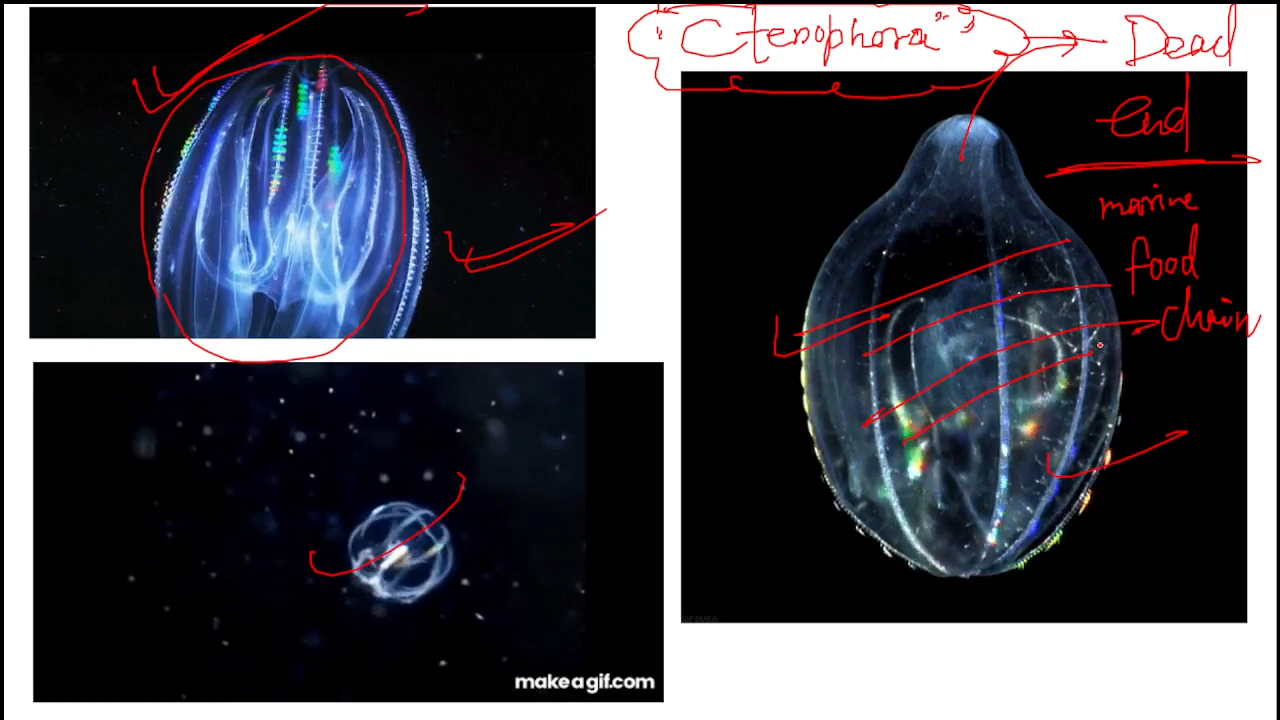 "Ctenophora" → Dead
end
marine
food
chain
makeagif.com